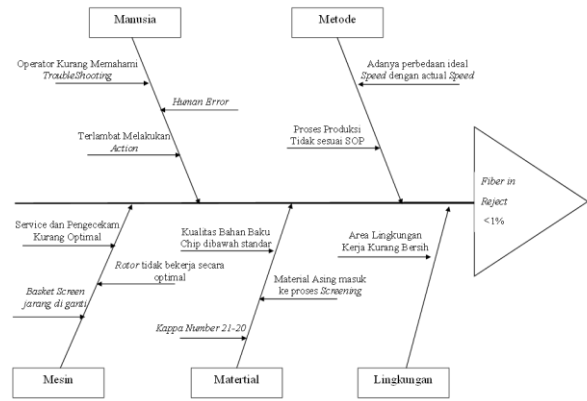 Manusia
Metode
Operator Kurang Memahami
TroubleShooting
Human Error
Terlambat Melakukan
Action
Adanya perbedaan ideal
Speed dengan actual Speed
Proses Produksi
Tidak sesuai SOP
Fiber in
Reject
<1%
Service dan Pengecekam
Kurang Optimal
Rotor tidak bekerja secara
optimal
Basket Screen
jarang di ganti
Kualitas Bahan Baku
Chip dibawah standar
Material Asing masuk
ke proses Screening
Kappa Number 21-20
Area Lingkungan
Kerja Kurang Bersih
Mesin
Matertial
Lingkungan